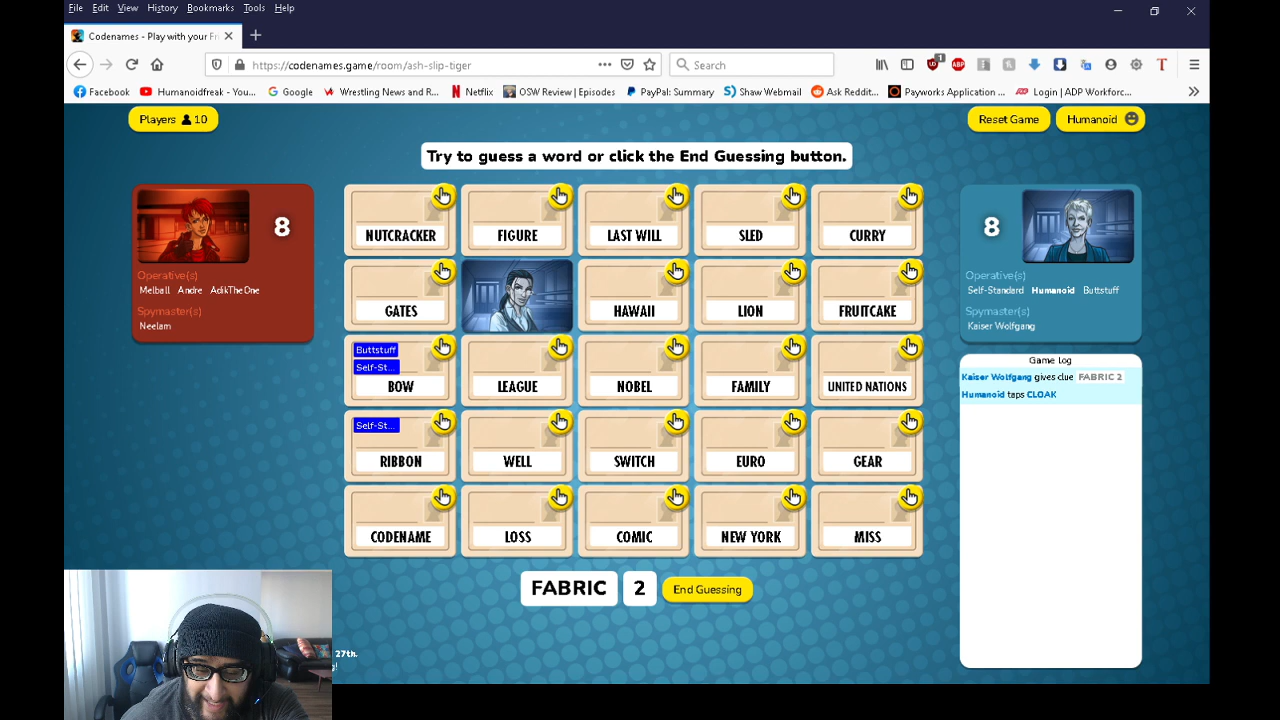 File Edit View History Bookmarks Tools Help
Codenames - Play with your Fri
https://codenames.game/room/ash-slip-tiger
Search
1
ABP
T
Facebook Humanoidfreak - You... Google Wrestling News and R... Netflix OSW Review | Episodes PayPal: Summary Shaw Webmail Ask Reddit... Payworks Application ... Login | ADP Workforc...
Players 10
Reset Game
Humanoid
Try to guess a word or click the End Guessing button.
8
Operative(s)
Melball Andre AdikTheOne
Spymaster(s)
Neelam
NUTCRACKER FIGURE LAST WILL SLED CURRY
GATES HAWAII LION FRUITCAKE
Buttstuff
Self-St...
BOW LEAGUE NOBEL FAMILY UNITED NATIONS
Self-St...
RIBBON WELL SWITCH EURO GEAR
CODENAME LOSS COMIC NEW YORK MISS
FABRIC 2 End Guessing
8
Operative(s)
Self-Standard Humanoid Buttstuff
Spymaster(s)
Kaiser Wolfgang
Game Log
Kaiser Wolfgang gives clue FABRIC 2
Humanoid taps CLOAK
27th.